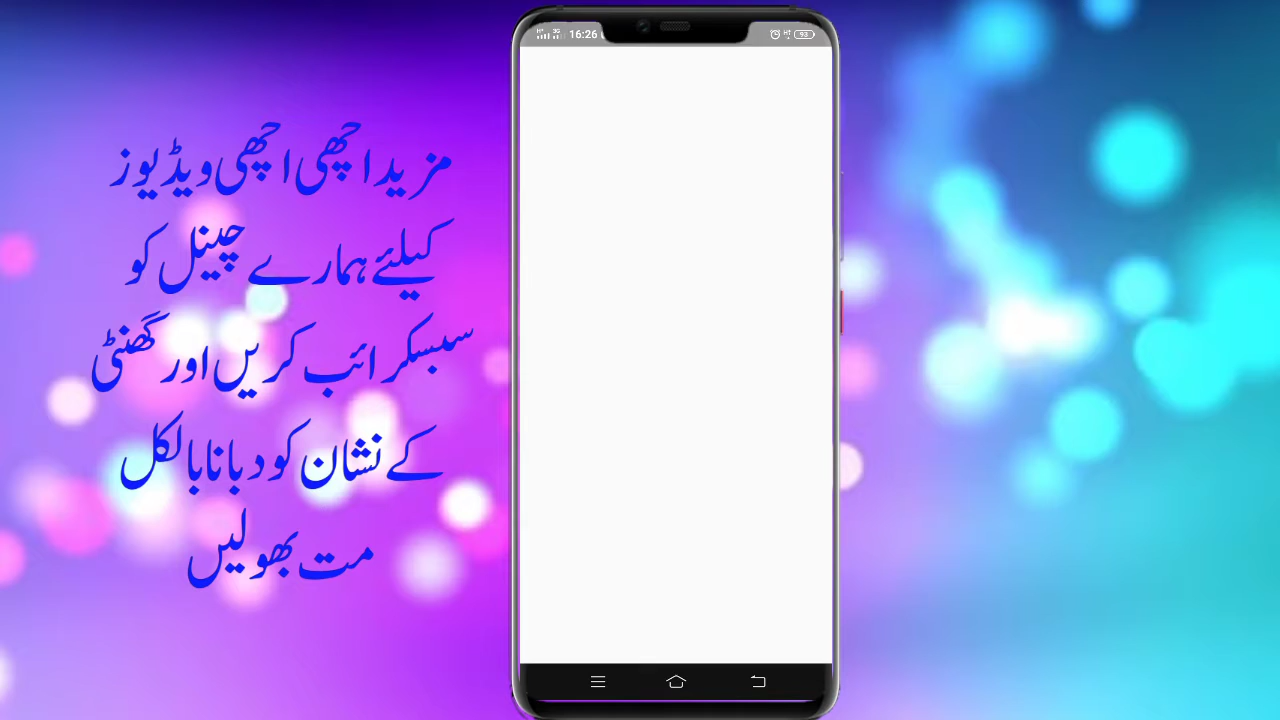 16:26
93
مزید اچھی اچھی ویڈیوز
کیلئے ہمارے چینل کو
سبسکرائب کریں اور گھنٹی
کے نشان کو دبانا بالکل
مت بھولیں